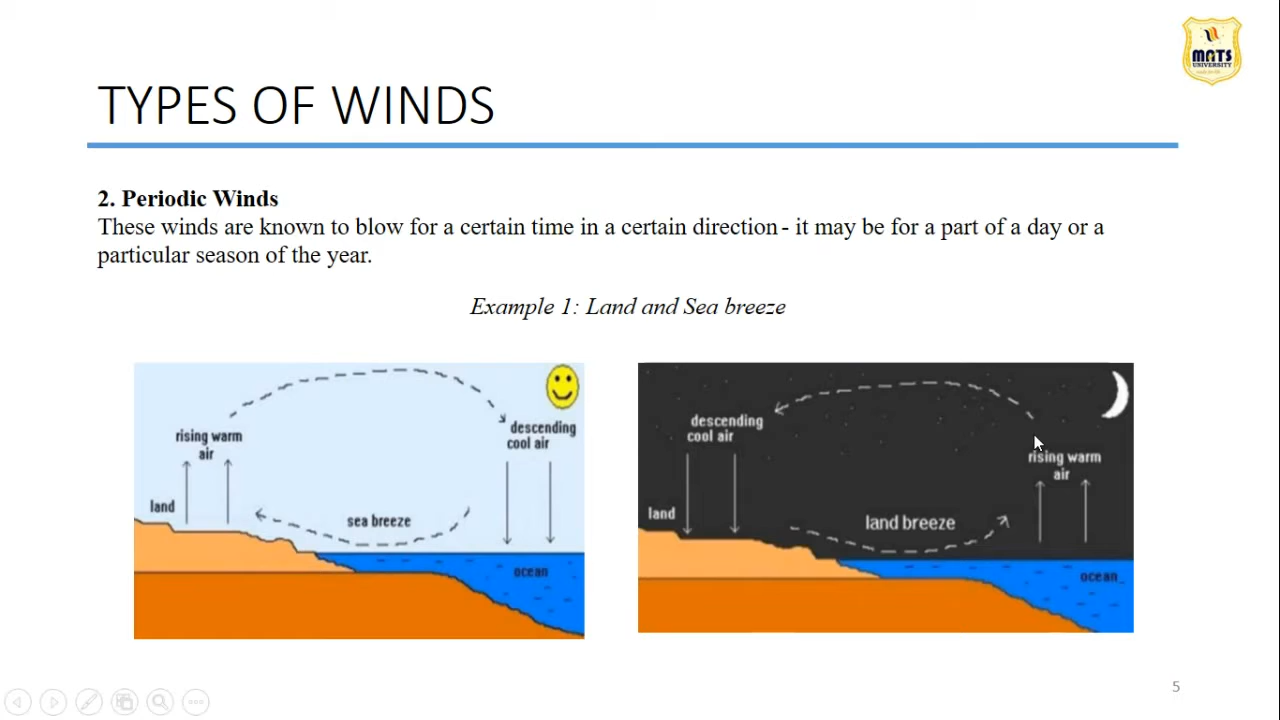 MATS
UNIVERSITY
TYPES OF WINDS
2. Periodic Winds
These winds are known to blow for a certain time in a certain direction - it may be for a part of a day or a
particular season of the year.
Example 1: Land and Sea breeze
rising warm
air
descending
cool air
land
sea breeze
ocean
descending
cool air
rising warm
air
land
land breeze
ocean
5